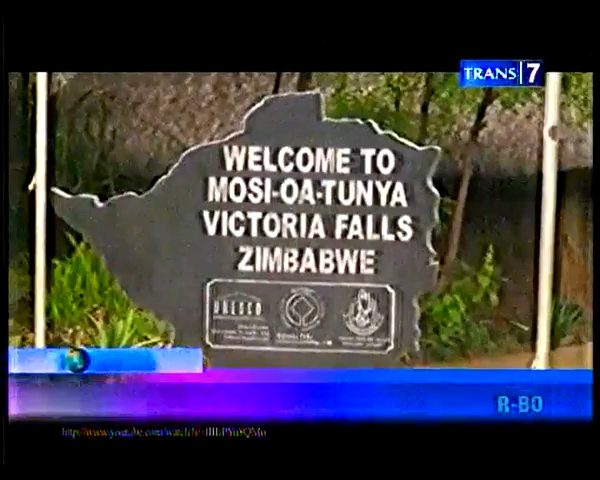 TRANS|7
WELCOME TO
MOSI-OA-TUNYA
VICTORIA FALLS
ZIMBABWE
UNESCO
R-BO